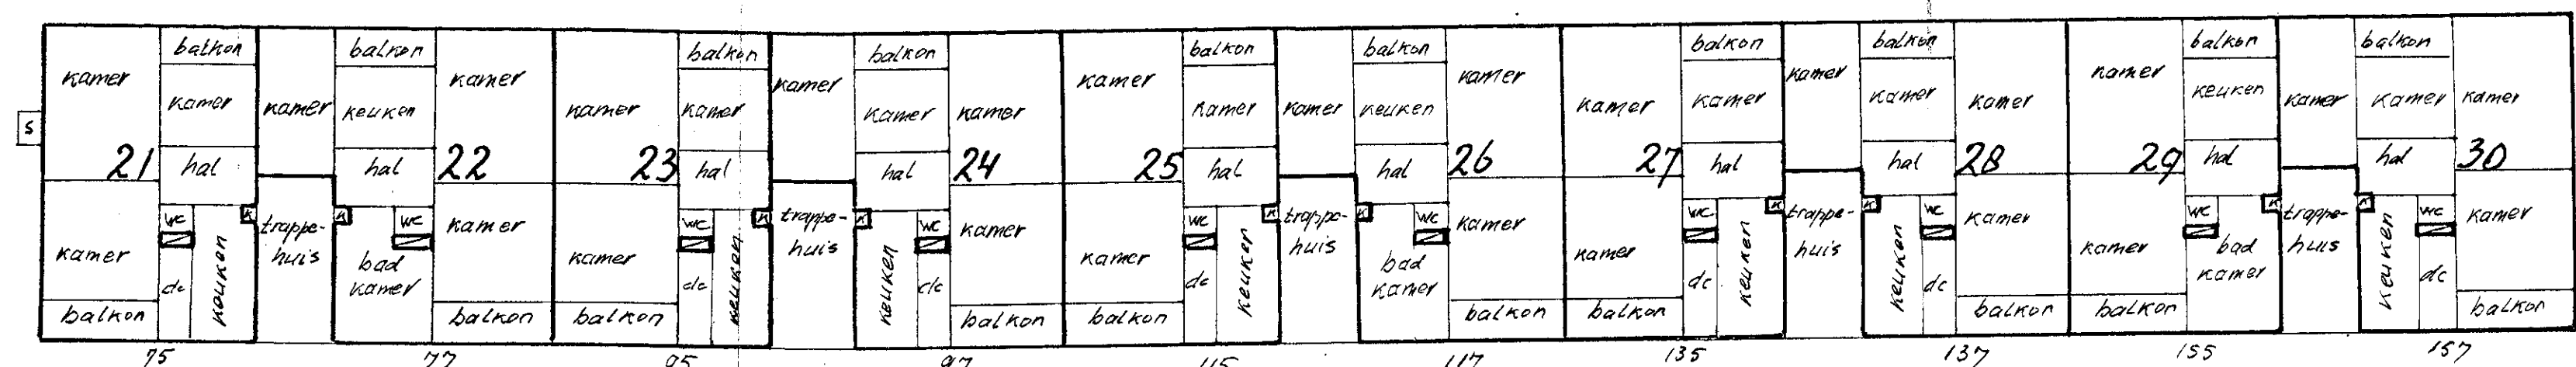 balkon balkon balkon balkon balkon balkon balkon balkon balkon balkon
kamer kamer kamer kamer kamer kamer kamer kamer
kamer kamer keuken kamer kamer kamer kamer kamer kamer keuken kamer kamer kamer kamer keuken kamer kamer kamer
S
21 hal hal 22 23 hal hal 24 25 hal hal 26 27 hal hal 28 29 hal hal 30
wc K K wc wc K K wc wc K K wc wc K K wc wc K K wc
kamer trappe- kamer trappe- kamer trappe- kamer trappe- kamer trappe- kamer
huis huis huis huis huis
kamer keuken bad kamer keuken keuken kamer keuken bad kamer keuken keuken kamer bad keuken
dc kamer dc dc dc kamer dc dc kamer dc
balkon balkon balkon balkon balkon balkon balkon balkon balkon balkon
75 77 95 97 115 117 135 137 155 157